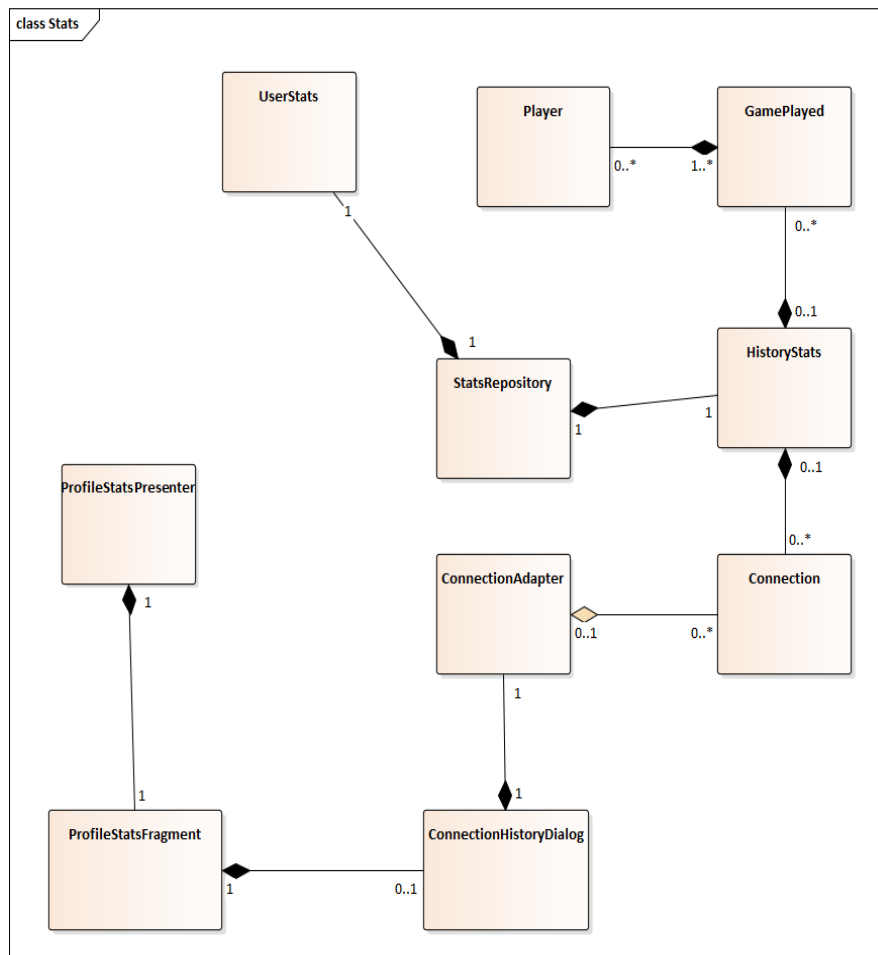 class Stats
UserStats
Player
GamePlayed
0..*
1..*
1
0..*
0..1
1
HistoryStats
StatsRepository
1
1
0..1
ProfileStatsPresenter
0..*
ConnectionAdapter
Connection
1
0..1
0..*
1
1
1
ProfileStatsFragment
ConnectionHistoryDialog
1
0..1